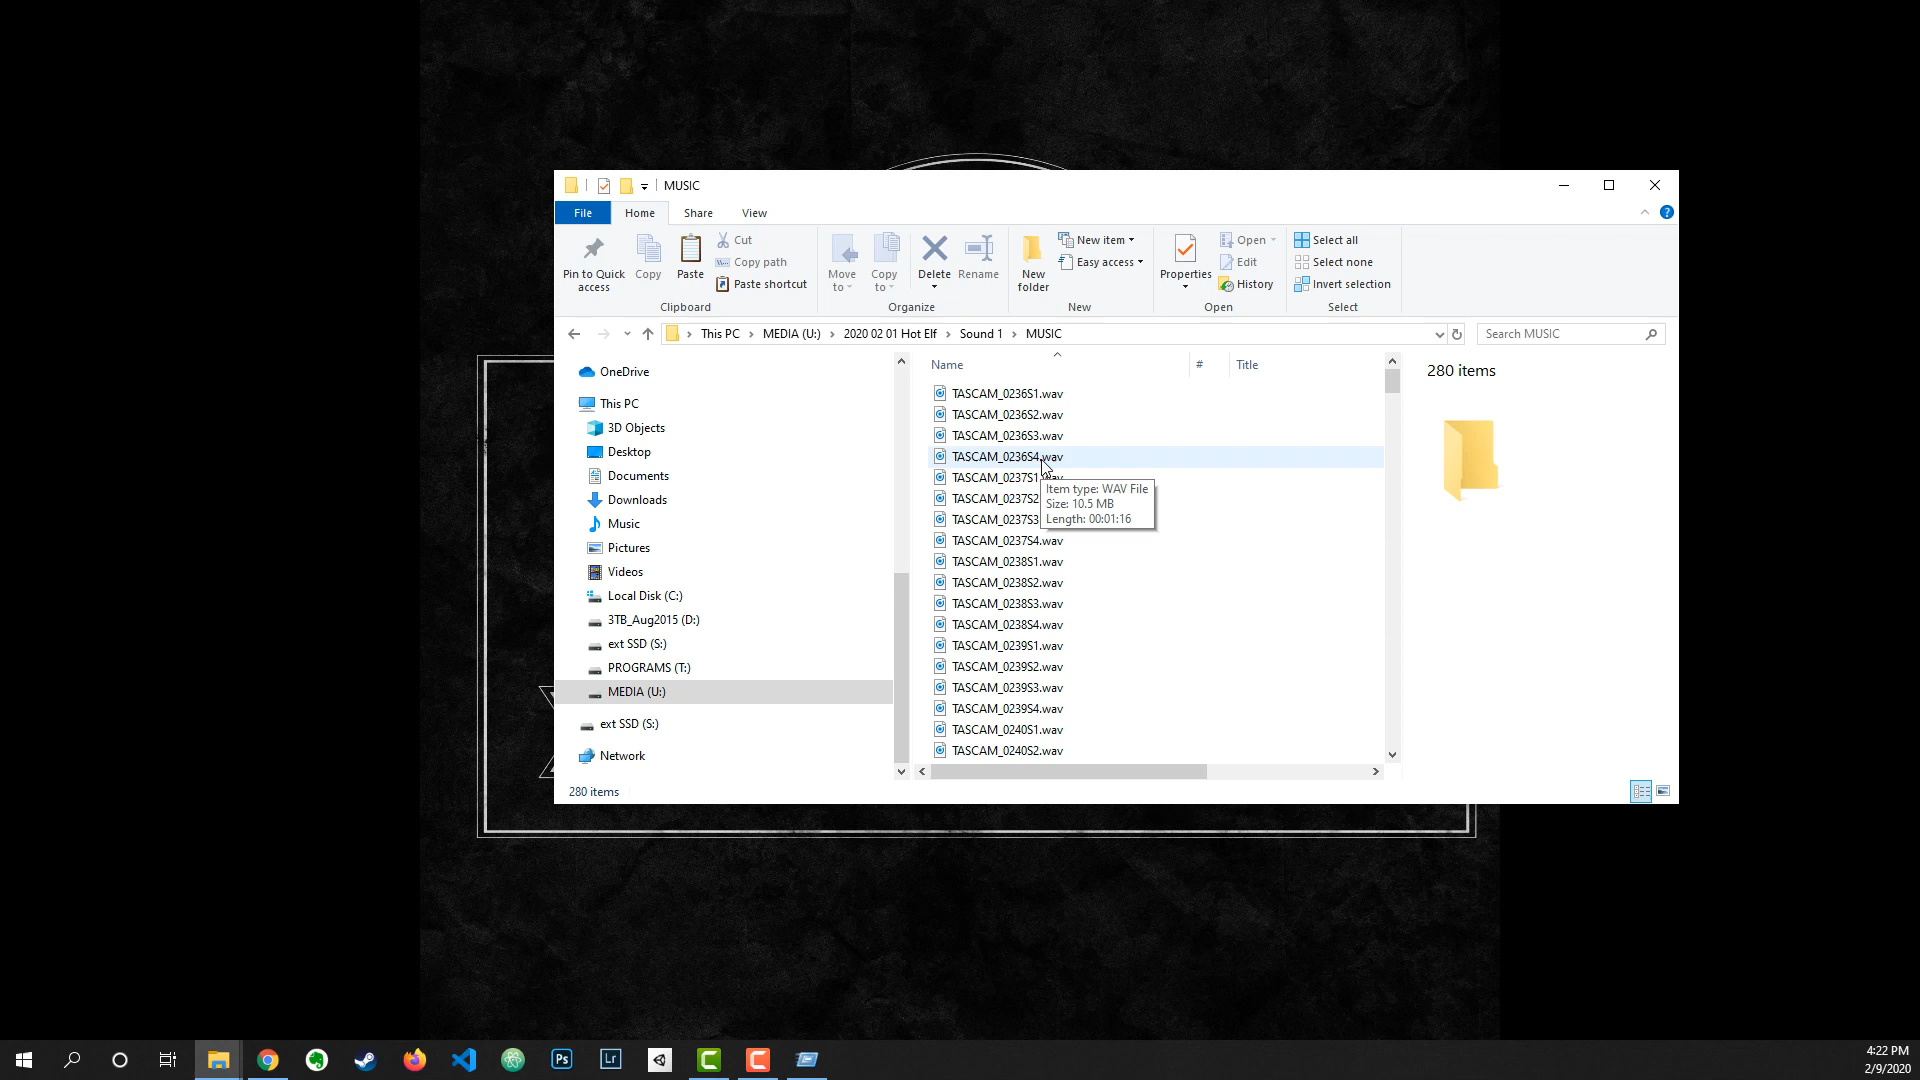 MUSIC
File Home Share View
Pin to Quick access
Copy
Paste
Cut
Copy path
Paste shortcut
Clipboard
Move to
Copy to
Delete
Rename
Organize
New folder
New item
Easy access
New
Properties
Open
Edit
History
Open
Select all
Select none
Invert selection
Select
This PC MEDIA (U:) 2020 02 01 Hot Elf Sound 1 MUSIC
Search MUSIC
OneDrive
This PC
3D Objects
Desktop
Documents
Downloads
Music
Pictures
Videos
Local Disk (C:)
3TB_Aug2015 (D:)
ext SSD (S:)
PROGRAMS (T:)
MEDIA (U:)
ext SSD (S:)
Network
Name # Title
TASCAM_0236S1.wav
TASCAM_0236S2.wav
TASCAM_0236S3.wav
TASCAM_0236S4.wav
TASCAM_0237S1.wav
TASCAM_0237S2
TASCAM_0237S3
TASCAM_0237S4.wav
TASCAM_0238S1.wav
TASCAM_0238S2.wav
TASCAM_0238S3.wav
TASCAM_0238S4.wav
TASCAM_0239S1.wav
TASCAM_0239S2.wav
TASCAM_0239S3.wav
TASCAM_0239S4.wav
TASCAM_0240S1.wav
TASCAM_0240S2.wav
Item type: WAV File
Size: 10.5 MB
Length: 00:01:16
280 items
280 items
Ps
Lr
4:22 PM
2/9/2020